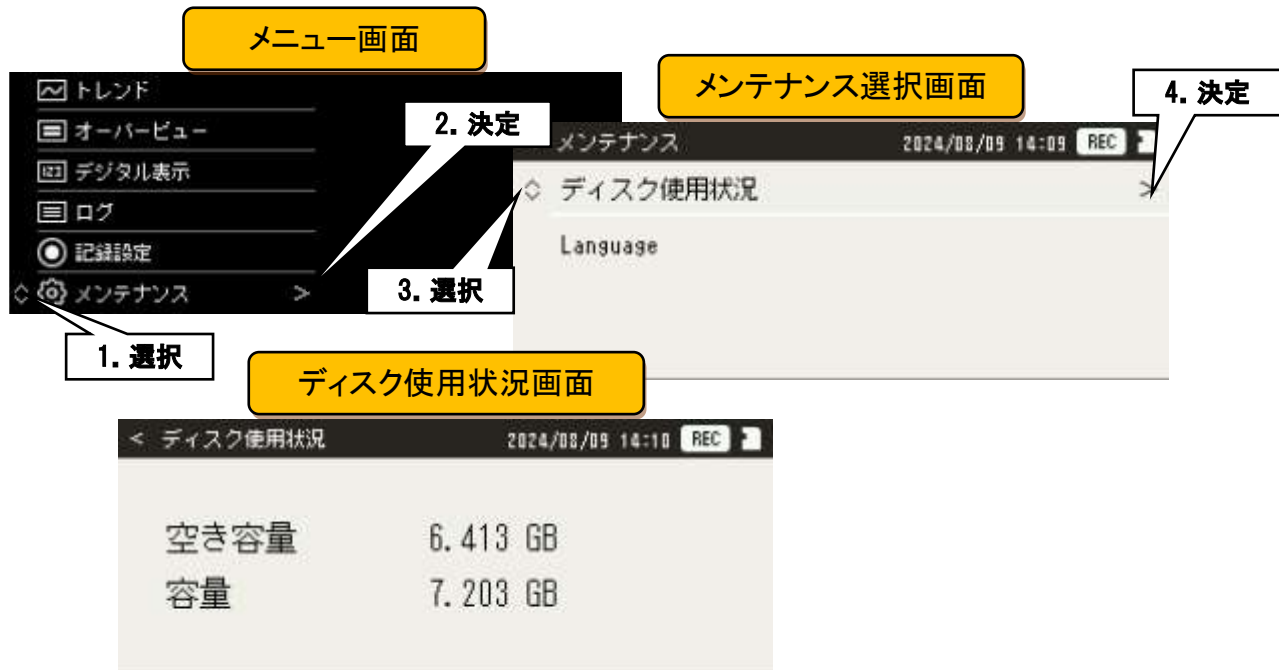 メニュー画面
トレンド
オーバービュー
デジタル表示
ログ
記録設定
メンテナンス >
1. 選択
2. 決定
メンテナンス選択画面
4. 決定
メンテナンス 2024/08/09 14:09 REC
ディスク使用状況 >
Language
3. 選択
ディスク使用状況画面
< ディスク使用状況 2024/08/09 14:10 REC
空き容量 6.413 GB
容量 7.203 GB